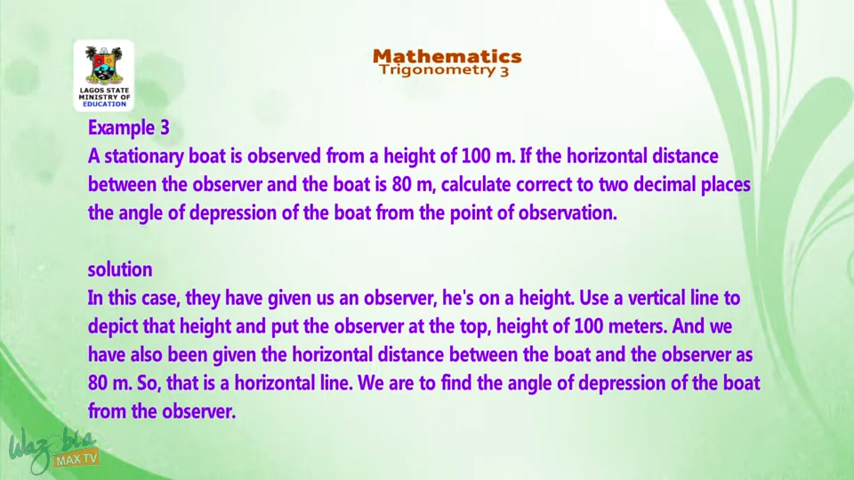 Mathematics
Trigonometry 3
LAGOS STATE
MINISTRY OF
EDUCATION
Example 3
A stationary boat is observed from a height of 100 m. If the horizontal distance
between the observer and the boat is 80 m, calculate correct to two decimal places
the angle of depression of the boat from the point of observation.
solution
In this case, they have given us an observer, he's on a height. Use a vertical line to
depict that height and put the observer at the top, height of 100 meters. And we
have also been given the horizontal distance between the boat and the observer as
80 m. So, that is a horizontal line. We are to find the angle of depression of the boat
from the observer.
Wazobia
MAX TV